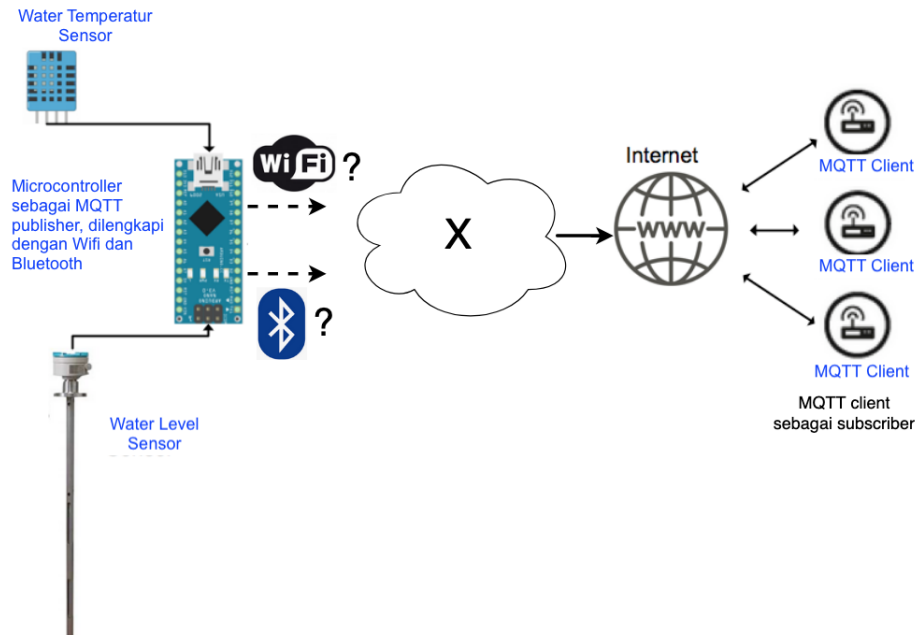 Water Temperatur
Sensor
Microcontroller
sebagai MQTT
publisher, dilengkapi
dengan Wifi dan
Bluetooth
Wi Fi ?
?
X
Internet
WWW
MQTT Client
MQTT Client
MQTT Client
MQTT client
sebagai subscriber
Water Level
Sensor